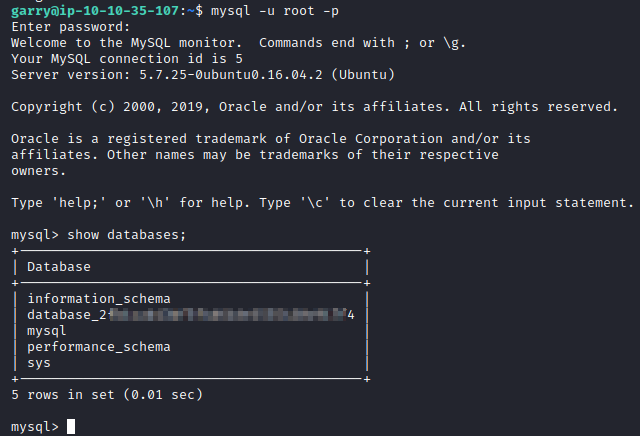 garry@ip-10-10-35-107:~$ mysql -u root -p
Enter password:
Welcome to the MySQL monitor.  Commands end with ; or \g.
Your MySQL connection id is 5
Server version: 5.7.25-0ubuntu0.16.04.2 (Ubuntu)
Copyright (c) 2000, 2019, Oracle and/or its affiliates. All rights reserved.
Oracle is a registered trademark of Oracle Corporation and/or its
affiliates. Other names may be trademarks of their respective
owners.
Type 'help;' or '\h' for help. Type '\c' to clear the current input statement.
mysql> show databases;
Database
information_schema
mysql
performance_schema
sys
5 rows in set (0.01 sec)
mysql>